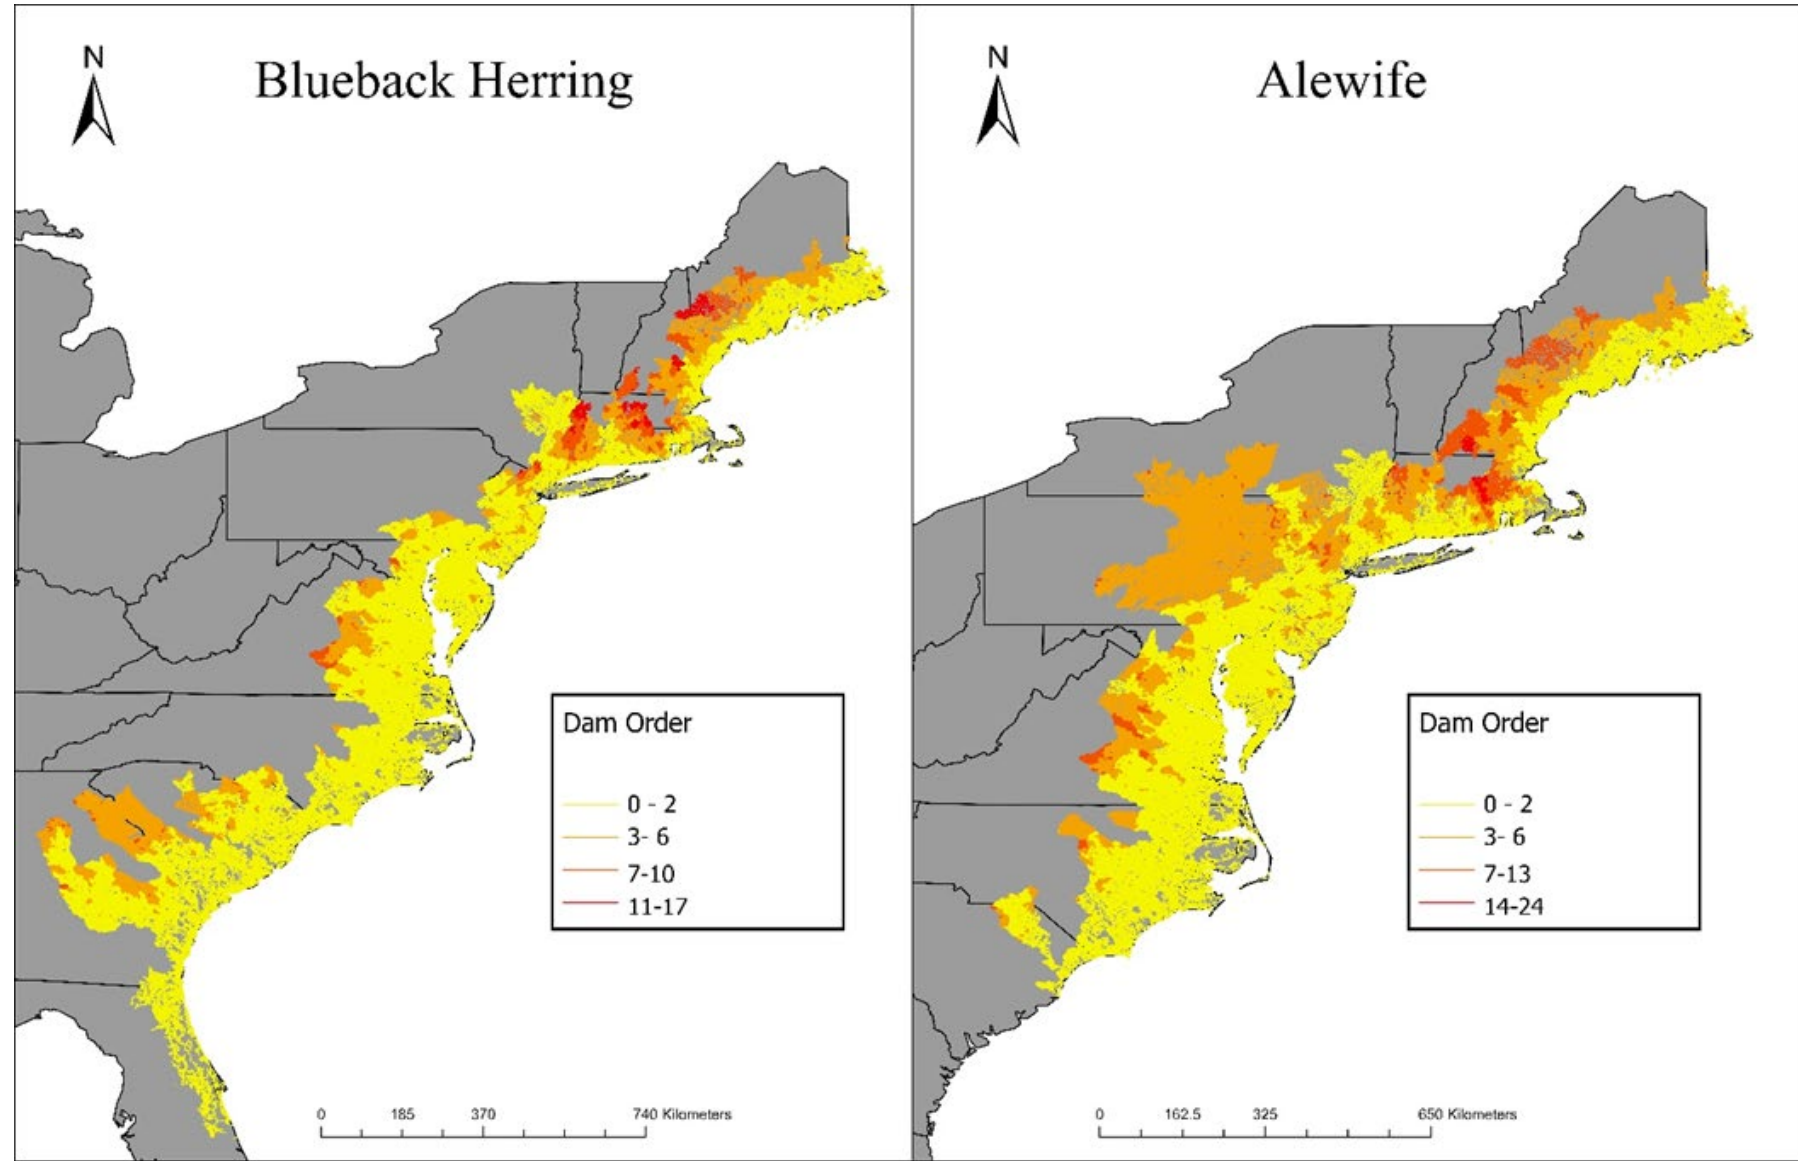 N
Blueback Herring
Dam Order
0 - 2
3- 6
7-10
11-17
0 185 370 740 Kilometers
N
Alewife
Dam Order
0 - 2
3- 6
7-13
14-24
0 162.5 325 650 Kilometers